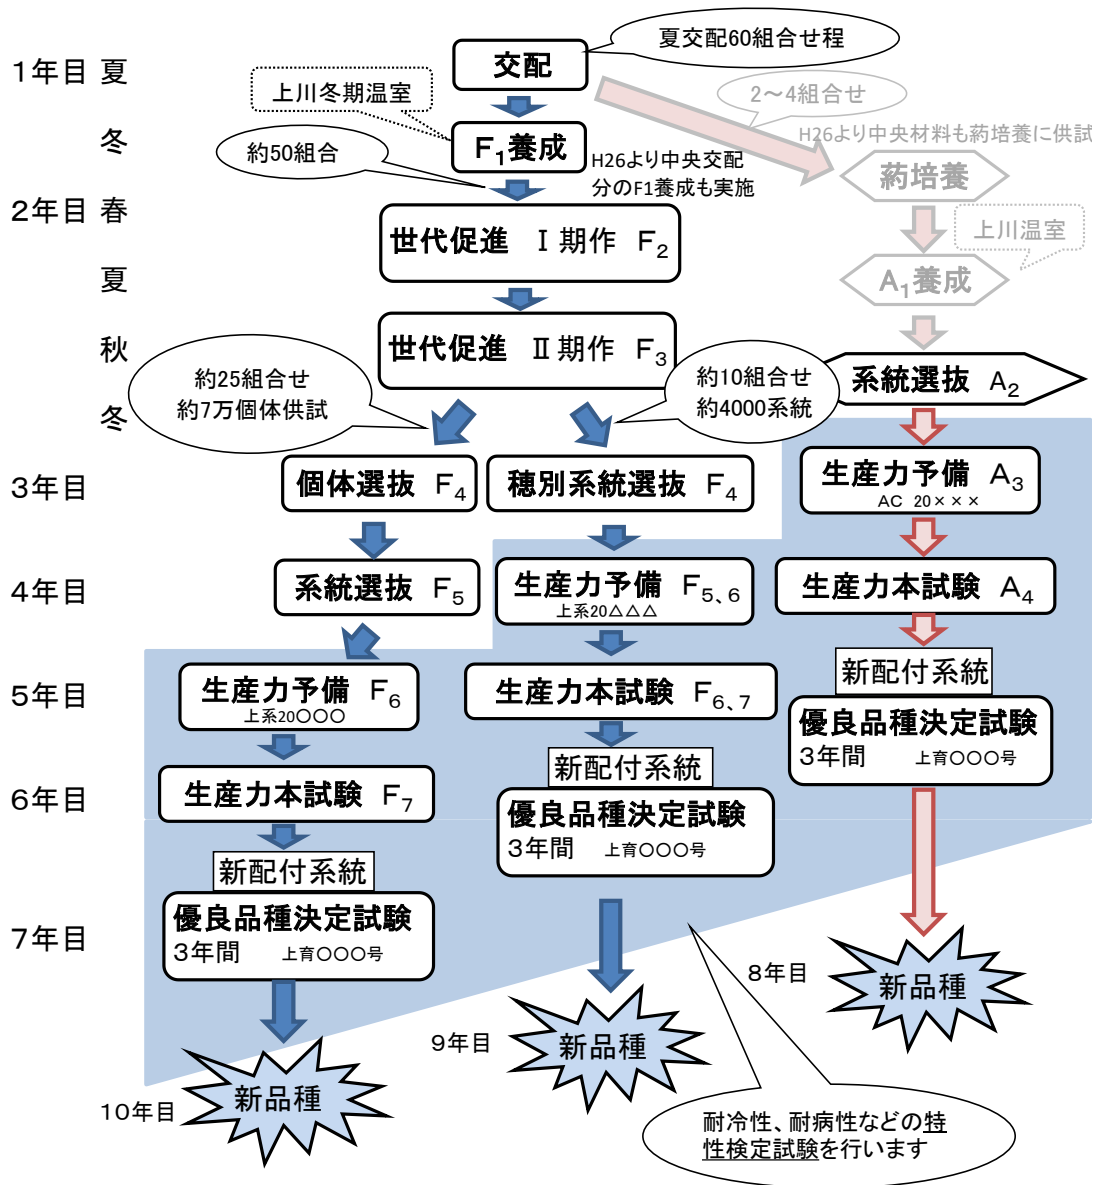 夏交配60組合せ程
1年目 夏
交配
上川冬期温室
2～4組合せ
冬
F1養成
H26より中央材料も葯培養に供試
約50組合
H26より中央交配
分のF1養成も実施
葯培養
2年目 春
世代促進 Ⅰ期作 F2
上川温室
夏
A1養成
秋
世代促進 Ⅱ期作 F3
約25組合せ
約7万個体供試
約10組合せ
約4000系統
系統選抜 A2
冬
3年目
個体選抜 F4
穂別系統選抜 F4
生産力予備 A3
AC 20×××
4年目
系統選抜 F5
生産力予備 F5、6
上系20△△△
生産力本試験 A4
5年目
生産力予備 F6
上系20〇〇〇
生産力本試験 F6、7
新配付系統
優良品種決定試験
3年間 上育〇〇〇号
6年目
生産力本試験 F7
新配付系統
優良品種決定試験
3年間 上育〇〇〇号
7年目
新配付系統
優良品種決定試験
3年間 上育〇〇〇号
8年目
新品種
9年目
新品種
10年目
新品種
耐冷性、耐病性などの特
性検定試験を行います